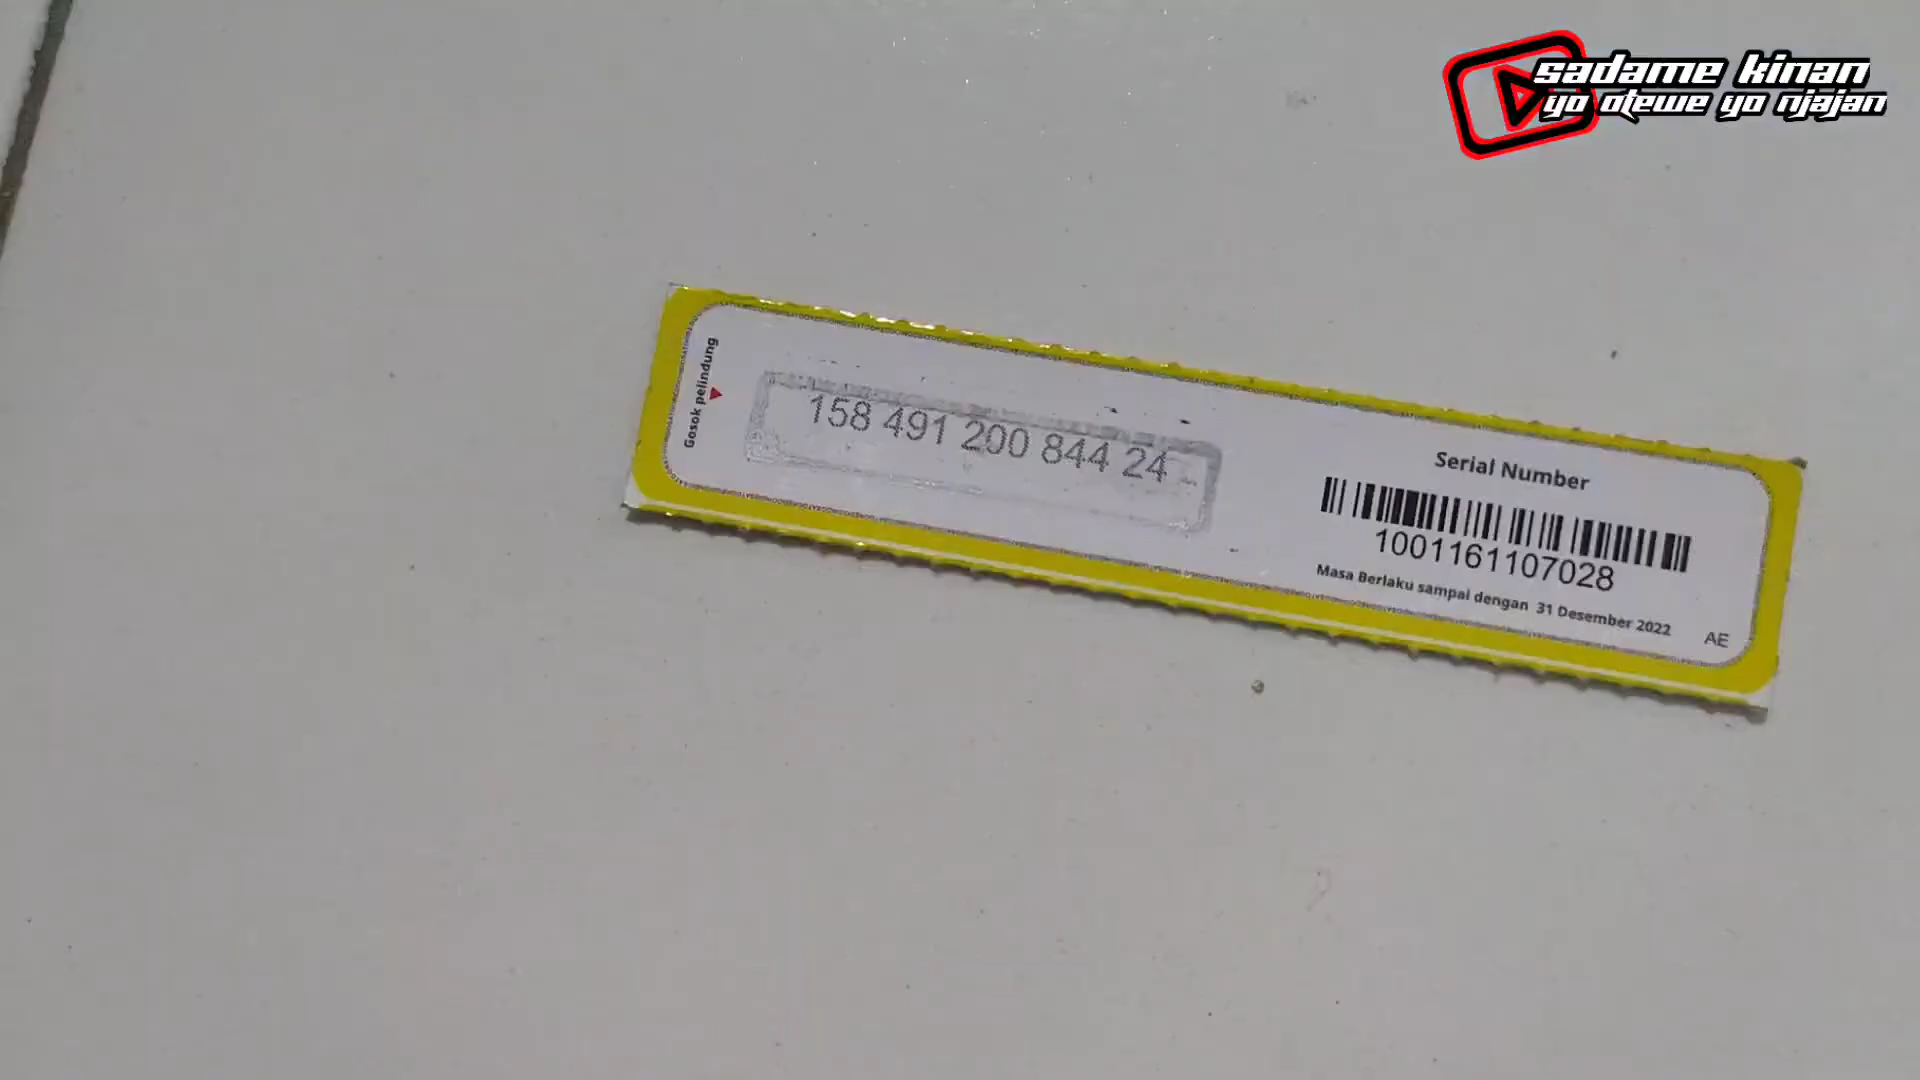 sadame kinan
yo otewe yo njajan
Gosok pelindung
158 491 200 844 24
Serial Number
1001161107028
Masa Berlaku sampai dengan 31 Desember 2022
AE